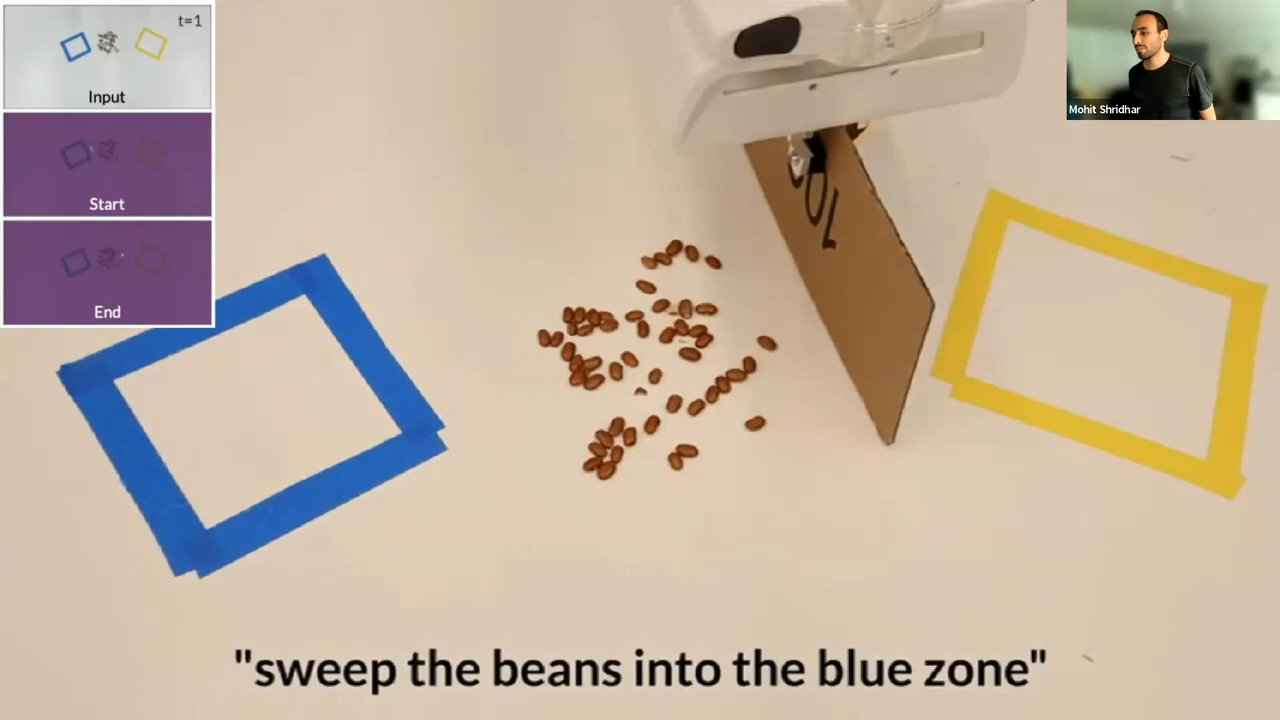 t=1
Input
Start
End
Mohit Shridhar
"sweep the beans into the blue zone"